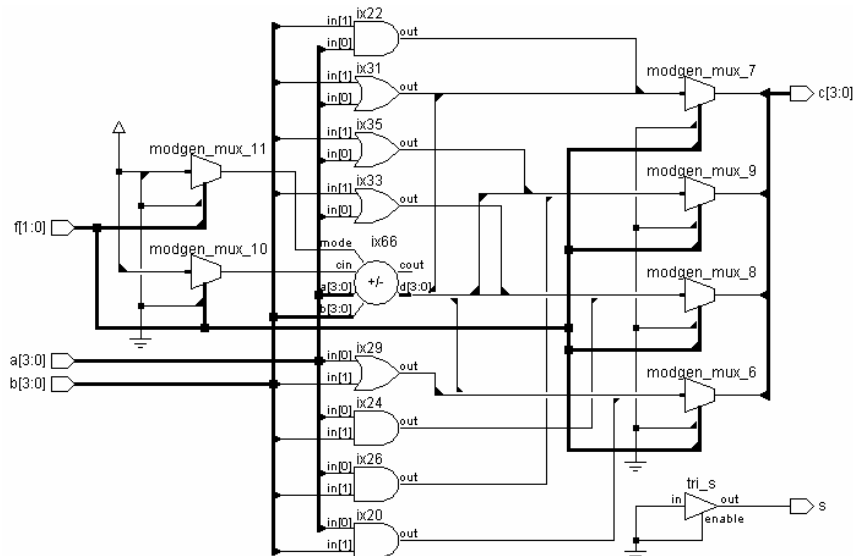 ix22
in[1]
in[0]
out
ix31
in[1]
in[0]
out
modgen_mux_7
c[3:0]
ix35
in[1]
in[0]
out
modgen_mux_11
modgen_mux_9
ix33
in[1]
in[0]
out
f[1:0]
mode
ix66
modgen_mux_10
cin
+/-
cout
a[3:0]
d[3:0]
b[3:0]
modgen_mux_8
a[3:0]
b[3:0]
ix29
in[0]
in[1]
out
modgen_mux_6
ix24
in[0]
in[1]
out
ix26
in[0]
in[1]
out
ix20
in[0]
in[1]
out
tri_s
in
out
enable
s